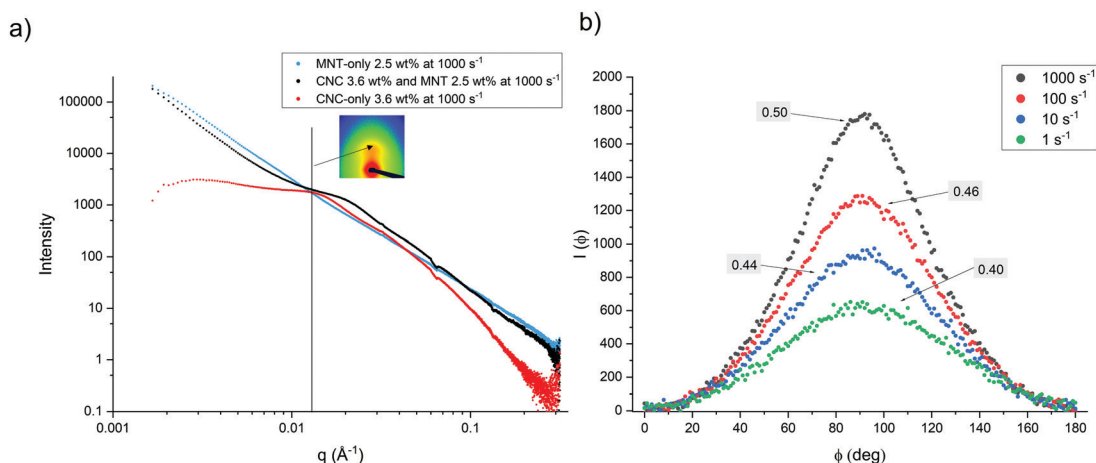 a)
MNT-only 2.5 wt% at 1000 s⁻¹
CNC 3.6 wt% and MNT 2.5 wt% at 1000 s⁻¹
CNC-only 3.6 wt% at 1000 s⁻¹
100000
10000
1000
100
10
1
0.1
Intensity
0.001
0.01
0.1
q (Å⁻¹)
b)
1000 s⁻¹
100 s⁻¹
10 s⁻¹
1 s⁻¹
0.50
0.46
0.44
0.40
2000
1800
1600
1400
1200
1000
800
600
400
200
0
I (ϕ)
0 20 40 60 80 100 120 140 160 180
ϕ (deg)